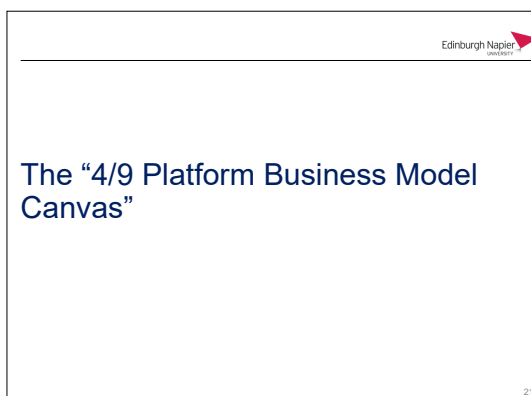 Edinburgh Napier
UNIVERSITY
The “4/9 Platform Business Model
Canvas”